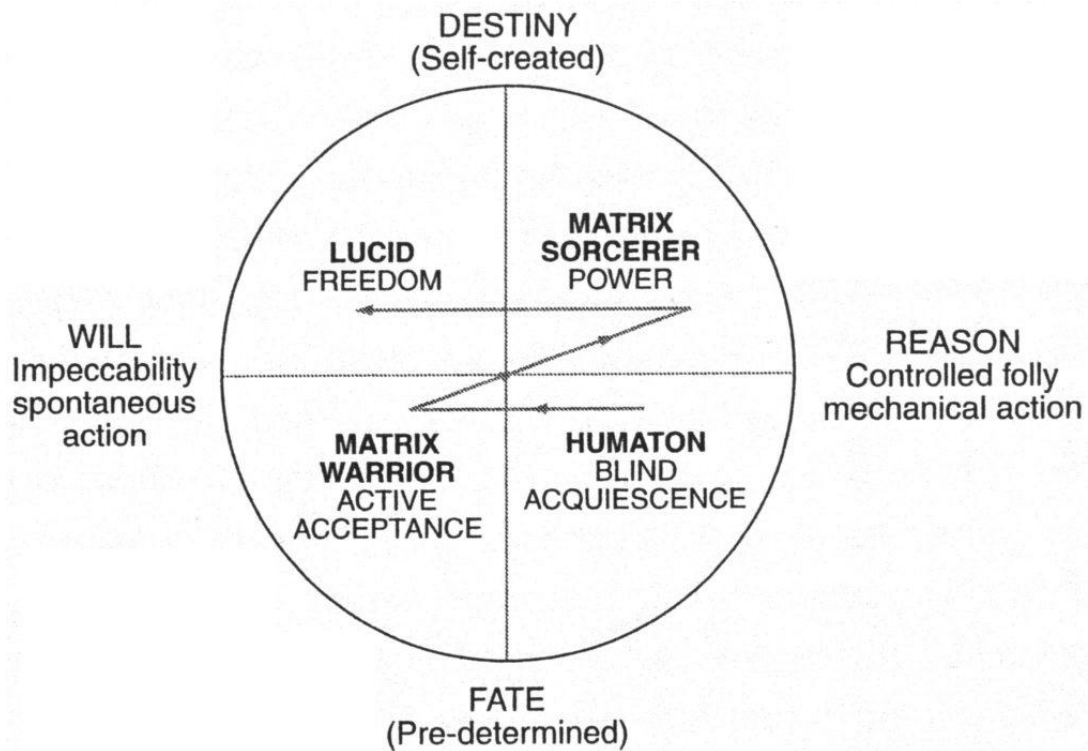 DESTINY
(Self-created)
LUCID
FREEDOM
MATRIX
SORCERER
POWER
WILL
Impeccability
spontaneous
action
REASON
Controlled folly
mechanical action
MATRIX
WARRIOR
ACTIVE
ACCEPTANCE
HUMATON
BLIND
ACQUIESCENCE
FATE
(Pre-determined)